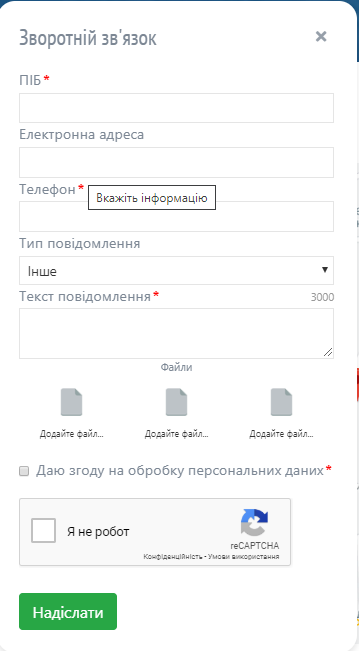 Зворотній зв'язок
×
ПІБ*
Електронна адреса
Телефон*
Вкажіть інформацію
Тип повідомлення
Інше
Текст повідомлення* 3000
Файли
Додайте файл... Додайте файл... Додайте файл...
Даю згоду на обробку персональних даних*
Я не робот
reCAPTCHA
Конфіденційність - Умови використання
Надіслати